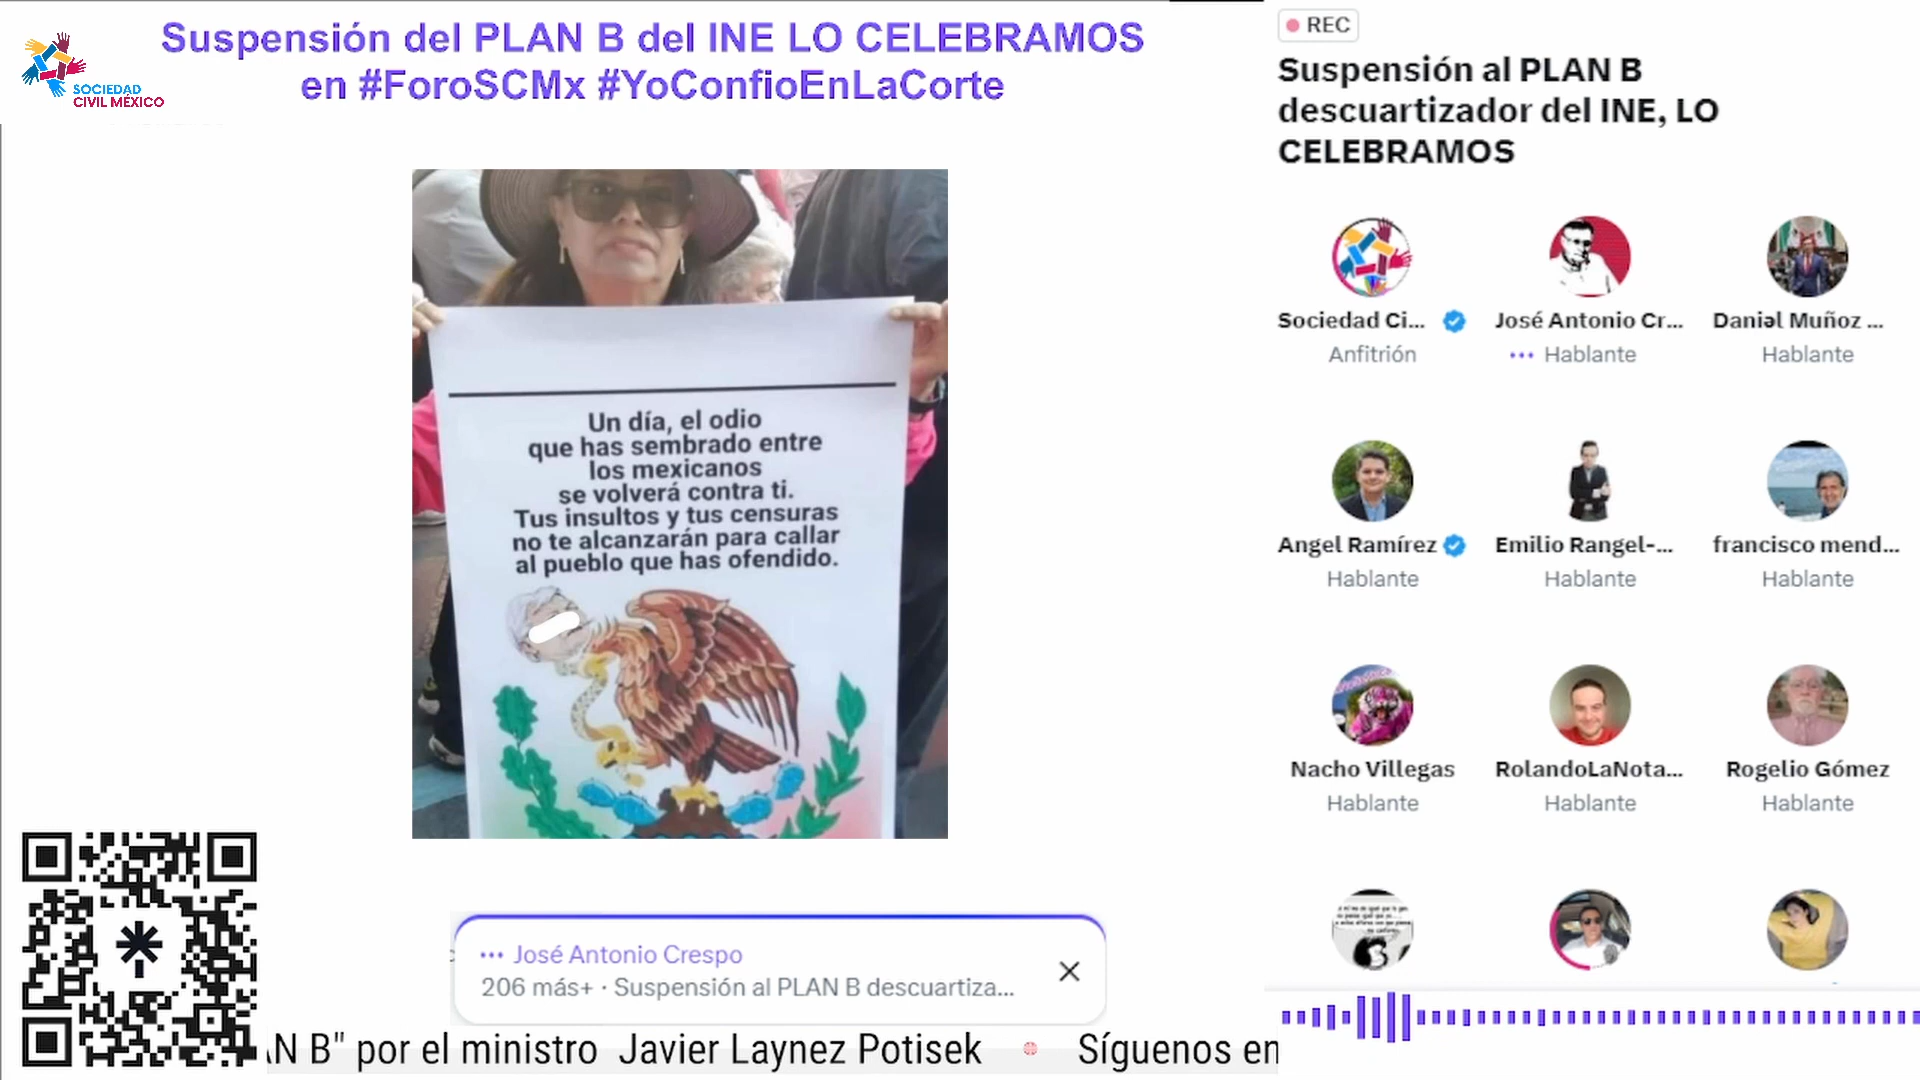 SOCIEDAD
CIVIL MÉXICO
Suspensión del PLAN B del INE LO CELEBRAMOS
en #ForoSCMx #YoConfioEnLaCorte
Un día, el odio
que has sembrado entre
los mexicanos
se volverá contra ti.
Tus insultos y tus censuras
no te alcanzarán para callar
al pueblo que has ofendido.
José Antonio Crespo
206 más+ · Suspensión al PLAN B descuartiza...
AN B" por el ministro Javier Laynez Potisek
Síguenos en
REC
Suspensión al PLAN B
descuartizador del INE, LO
CELEBRAMOS
Sociedad Ci...
Anfitrión
José Antonio Cr...
Hablante
Daniəl Muñoz ...
Hablante
Angel Ramírez
Hablante
Emilio Rangel-...
Hablante
francisco mend...
Hablante
Nacho Villegas
Hablante
RolandoLaNota...
Hablante
Rogelio Gómez
Hablante